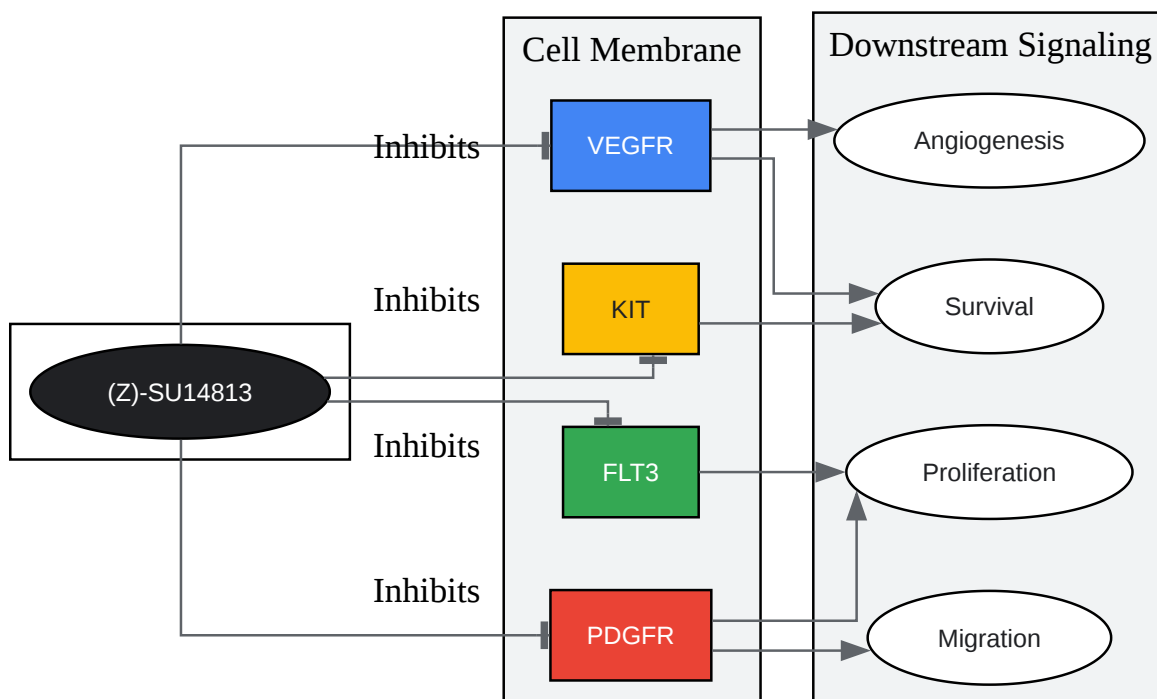 Cell Membrane
Downstream Signaling
Inhibits
VEGFR
Angiogenesis
Inhibits
KIT
Survival
(Z)-SU14813
Inhibits
FLT3
Proliferation
Inhibits
PDGFR
Migration